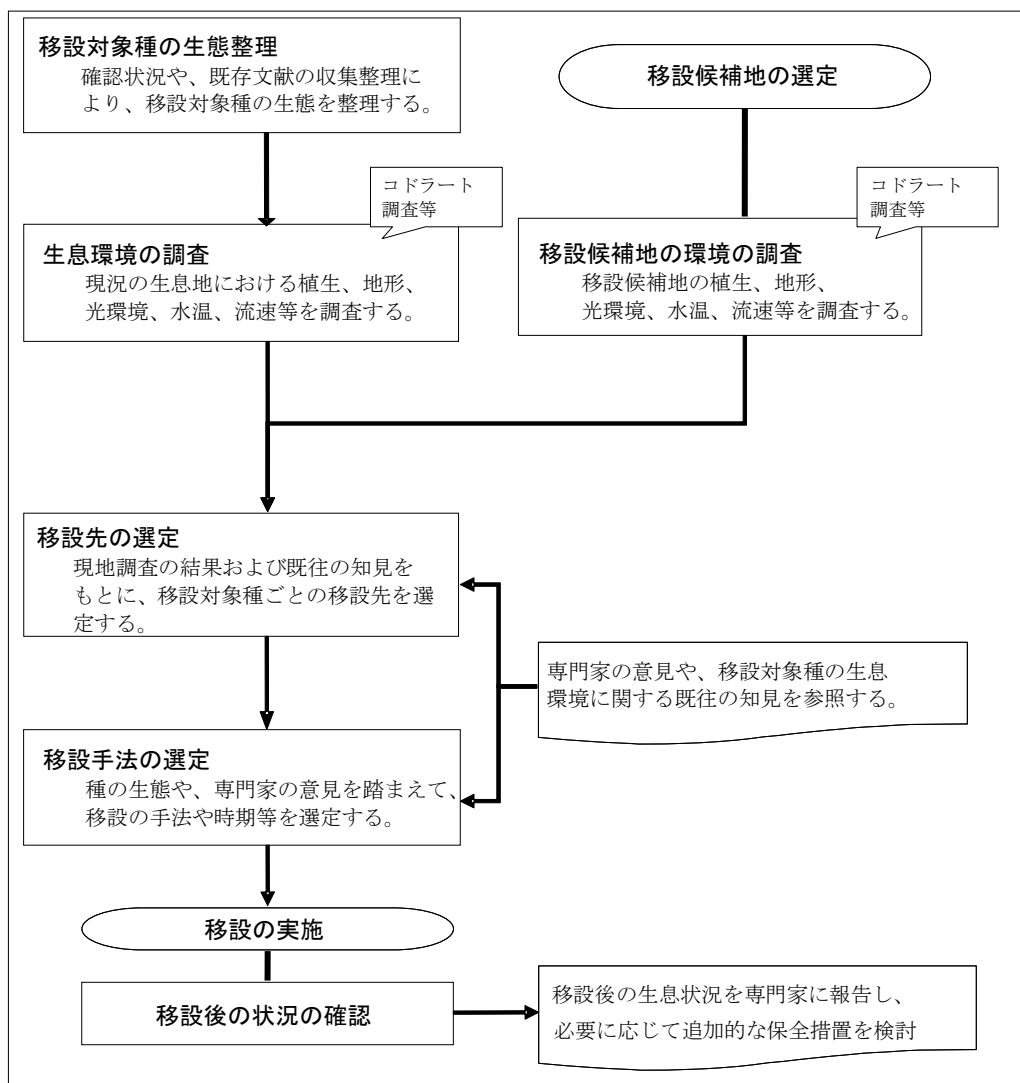 移設対象種の生態整理
確認状況や、既存文献の収集整理に
より、移設対象種の生態を整理する。
移設候補地の選定
コドラート
調査等
コドラート
調査等
生息環境の調査
現況の生息地における植生、地形、
光環境、水温、流速等を調査する。
移設候補地の環境の調査
移設候補地の植生、地形、
光環境、水温、流速等を調査する。
移設先の選定
現地調査の結果および既往の知見を
もとに、移設対象種ごとの移設先を選
定する。
専門家の意見や、移設対象種の生息
環境に関する既往の知見を参照する。
移設手法の選定
種の生態や、専門家の意見を踏まえて、
移設の手法や時期等を選定する。
移設の実施
移設後の状況の確認
移設後の生息状況を専門家に報告し、
必要に応じて追加的な保全措置を検討